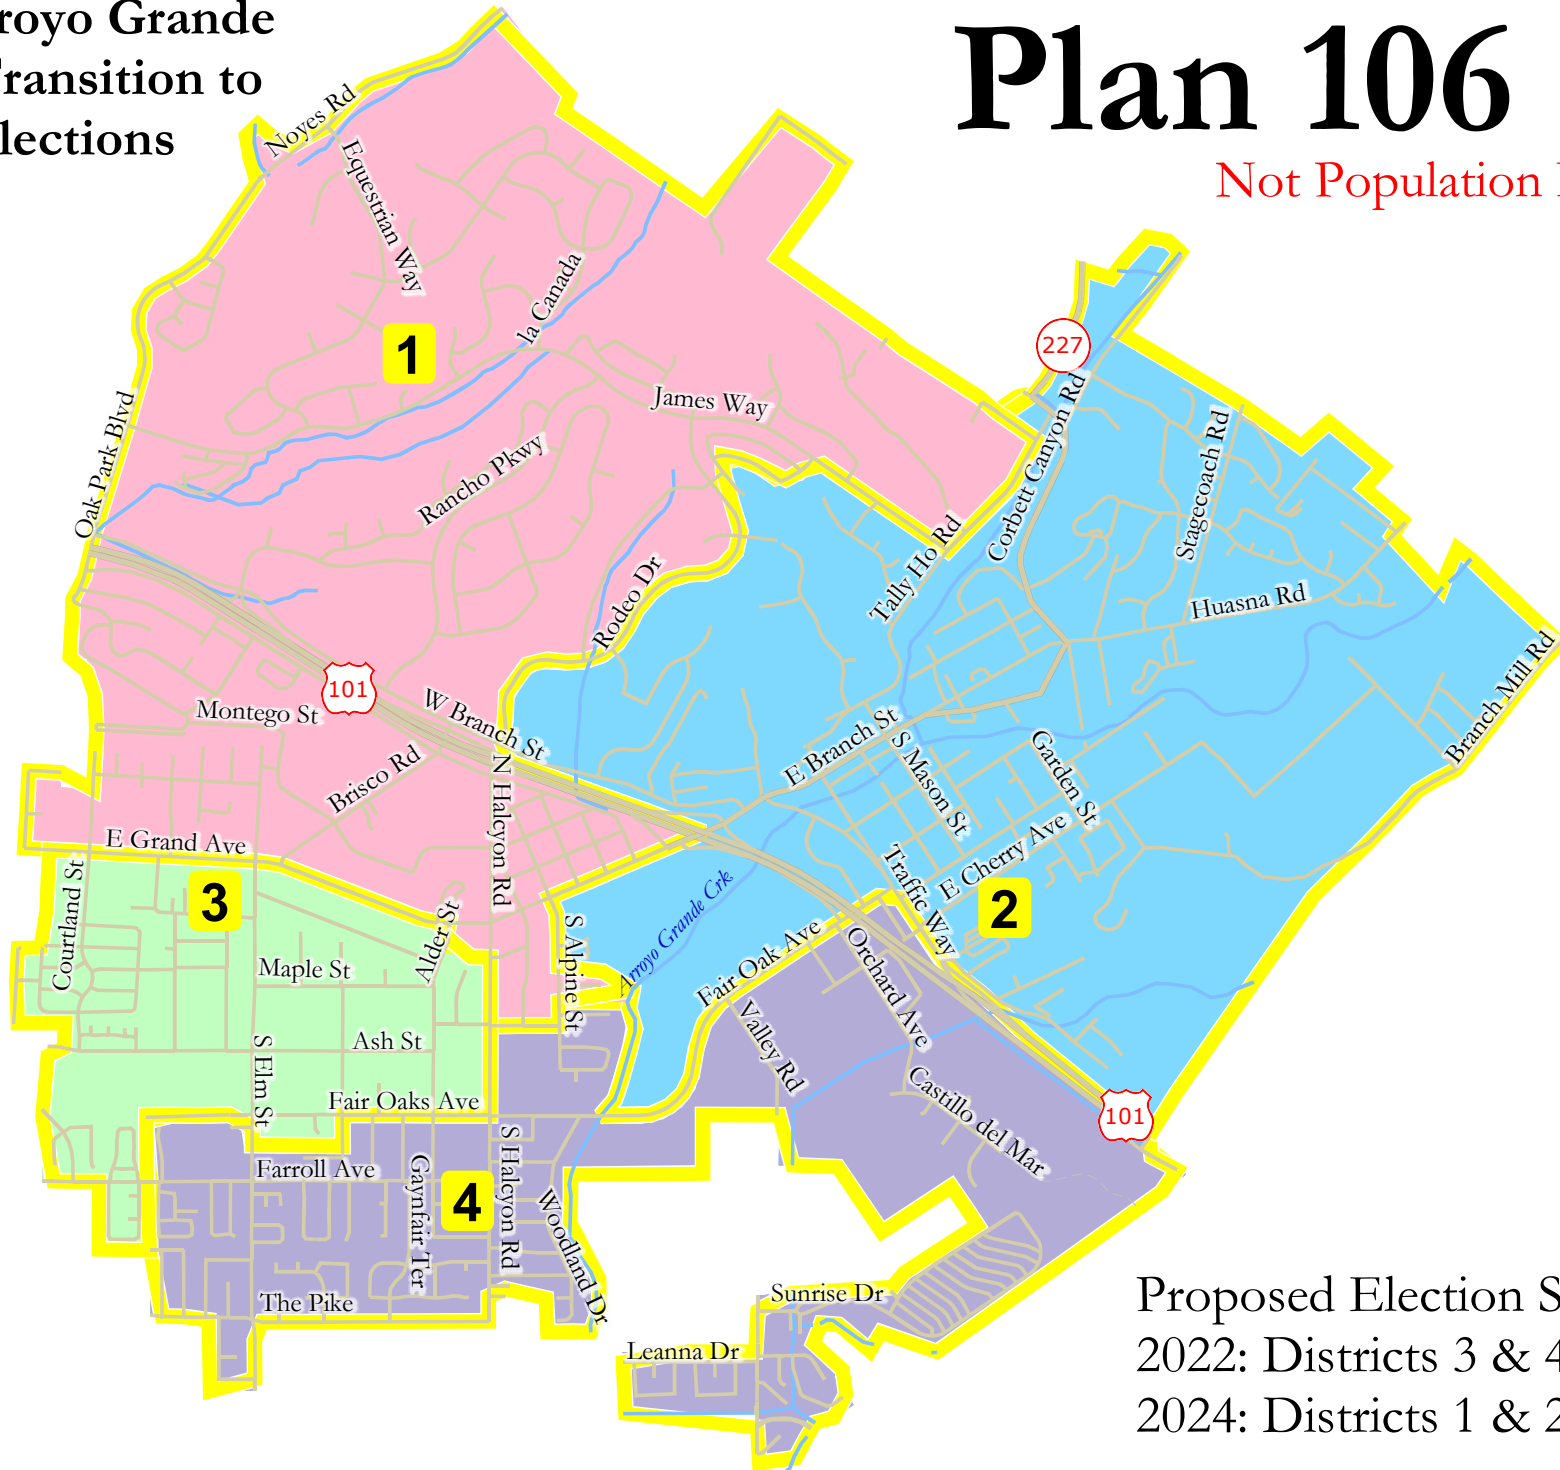 royo Grande
ransition to
lections
Plan 106
Not Population
Noyes Rd
Equestrian Way
la Canada
227
1
Corbett Canyon Rd
James Way
Oak Park Blvd
Stagecoach Rd
Rancho Pkwy
Tally Ho Rd
Rodeo Dr
Huasna Rd
101
Branch Mill Rd
Montego St
W Branch St
E Branch St
S Mason St
Garden St
Brisco Rd
N Halcyon Rd
E Grand Ave
E Cherry Ave
Traffic Way
3
2
Courtland St
Alder St
S Alpine St
Arroyo Grande Crk
Fair Oak Ave
Orchard Ave
Maple St
Valley Rd
Ash St
S Elm St
Fair Oaks Ave
Castillo del Mar
101
Farroll Ave
Gaynfair Ter
4
S Halcyon Rd
Woodland Dr
The Pike
Sunrise Dr
Leanna Dr
Proposed Election S
2022: Districts 3 & 4
2024: Districts 1 & 2